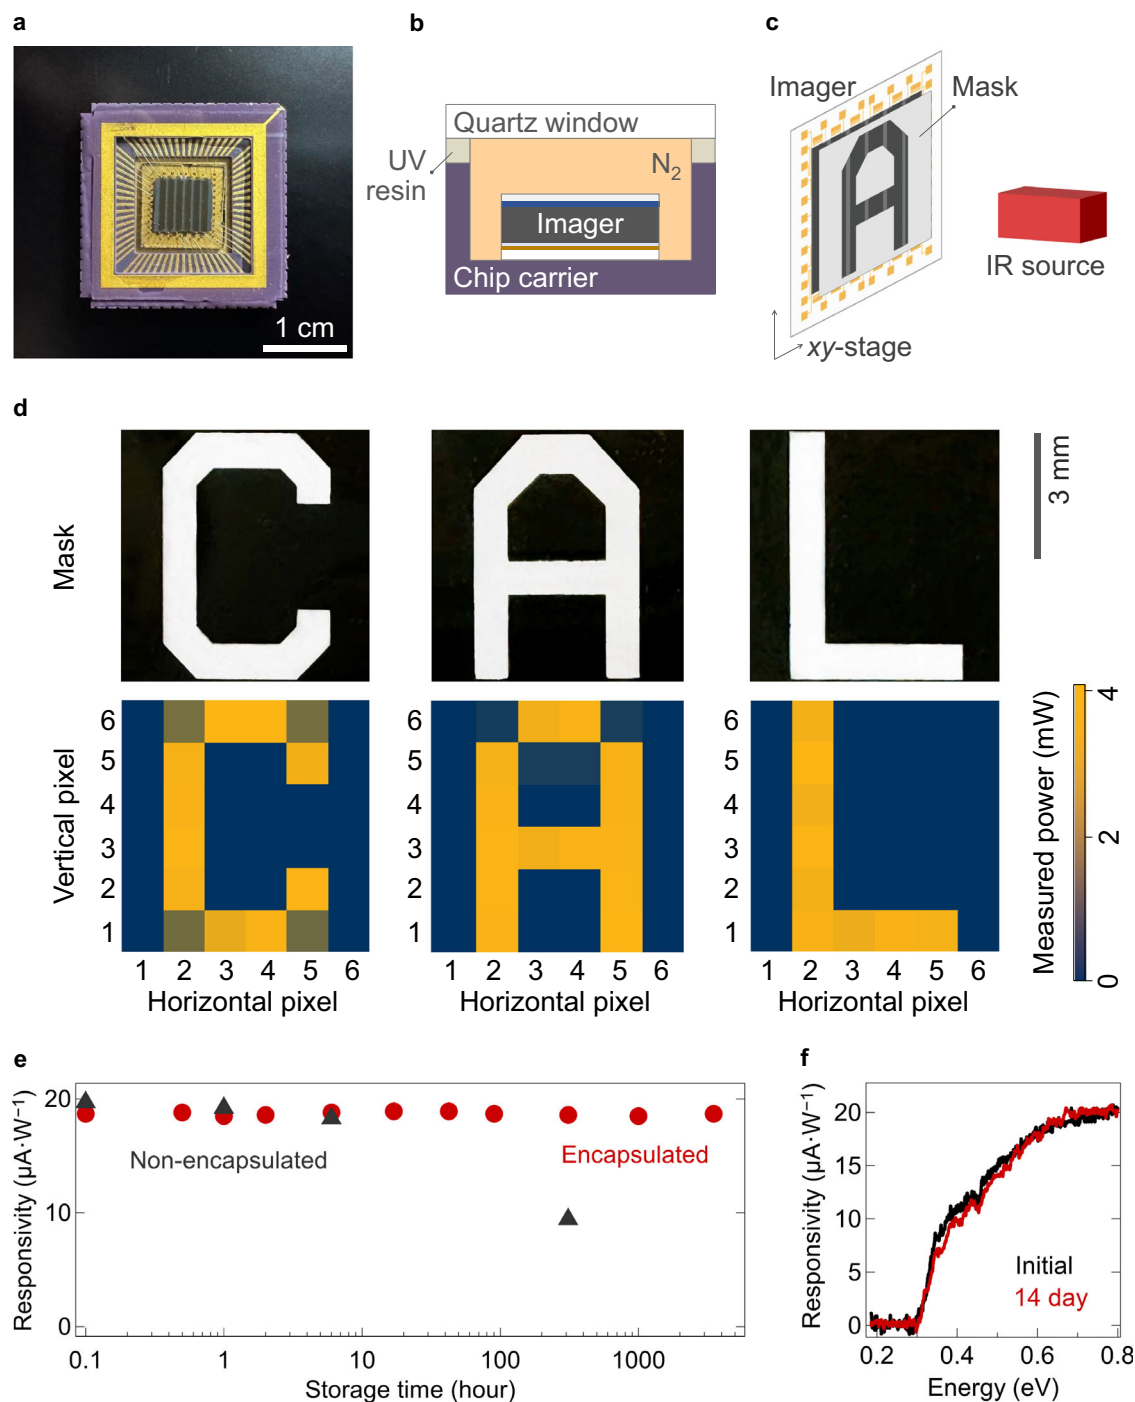 a
b
c
1 cm
Quartz window
UV
resin
N₂
Imager
Chip carrier
Imager
Mask
IR source
xy-stage
d
Mask
C
A
L
3 mm
Vertical pixel
6
5
4
3
2
1
1 2 3 4 5 6
Horizontal pixel
6
5
4
3
2
1
1 2 3 4 5 6
Horizontal pixel
6
5
4
3
2
1
1 2 3 4 5 6
Horizontal pixel
Measured power (mW)
4
2
0
e
Responsivity (µA·W⁻¹)
20
10
0
Non-encapsulated
Encapsulated
0.1 1 10 100 1000
Storage time (hour)
f
Responsivity (µA·W⁻¹)
20
15
10
5
0
Initial
14 day
0.2 0.4 0.6 0.8
Energy (eV)